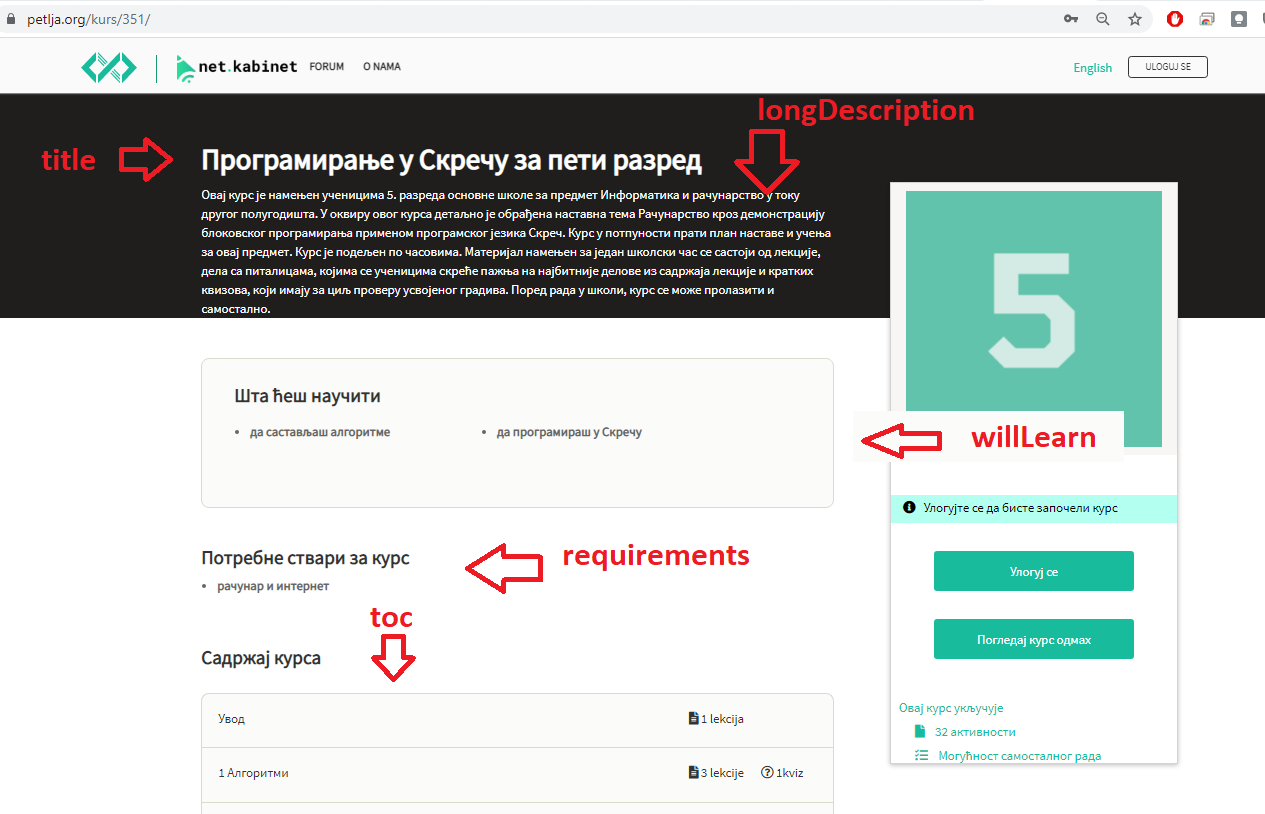 petlja.org/kurs/351/
net.kabinet FORUM O NAMA English ULOGUJ SE
longDescription
title
Програмирање у Скречу за пети разред
Овај курс је намењен ученицима 5. разреда основне школе за предмет Информатика и рачунарство у току
другог полугодишта. У оквиру овог курса детаљно је обрађена наставна тема Рачунарство кроз демонстрацију
блоковског програмирања применом програмског језика Скреч. Курс у потпуности прати план наставе и учења
за овај предмет. Курс је подељен по часовима. Материјал намењен за један школски час се састоји од лекције,
дела са питалицама, којима се ученицима скреће пажња на најбитније делове из садржаја лекције и кратких
квизова, који имају за циљ проверу усвојеног градива. Поред рада у школи, курс се може пролазити и
самостално.
5
Шта ћеш научити
• да састављаш алгоритме
• да програмираш у Скречу
willLearn
Улогујте се да бисте започели курс
Потребне ствари за курс
• рачунар и интернет
requirements
Улогуј се
toc
Погледај курс одмах
Садржај курса
Увод 1 lekcija
1 Алгоритми 3 lekcije 1kviz
Овај курс укључује
32 активности
Могућност самосталног рада